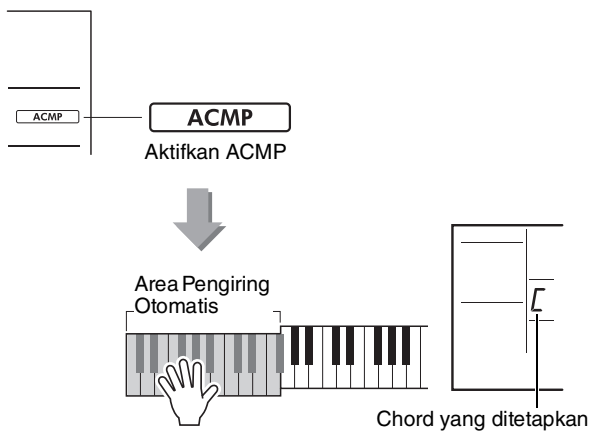 ACMP
ACMP
Aktifkan ACMP
Area Pengiring
Otomatis
C
Chord yang ditetapkan